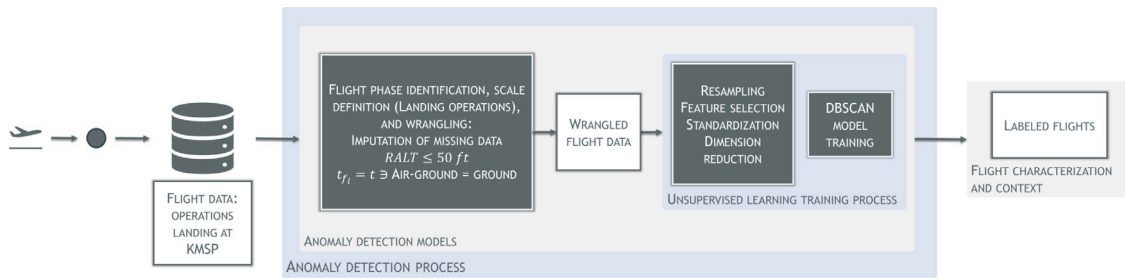 FLIGHT DATA:
OPERATIONS
LANDING AT
KMSP
FLIGHT PHASE IDENTIFICATION, SCALE
DEFINITION (LANDING OPERATIONS),
AND WRANGLING:
IMPUTATION OF MISSING DATA
RALT ≤ 50 ft
t_{f_i} = t ∋ AIR-GROUND = GROUND
WRANGLED
FLIGHT DATA
RESAMPLING
FEATURE SELECTION
STANDARDIZATION
DIMENSION
REDUCTION
DBSCAN
MODEL
TRAINING
UNSUPERVISED LEARNING TRAINING PROCESS
ANOMALY DETECTION MODELS
ANOMALY DETECTION PROCESS
LABELED FLIGHTS
FLIGHT CHARACTERIZATION
AND CONTEXT